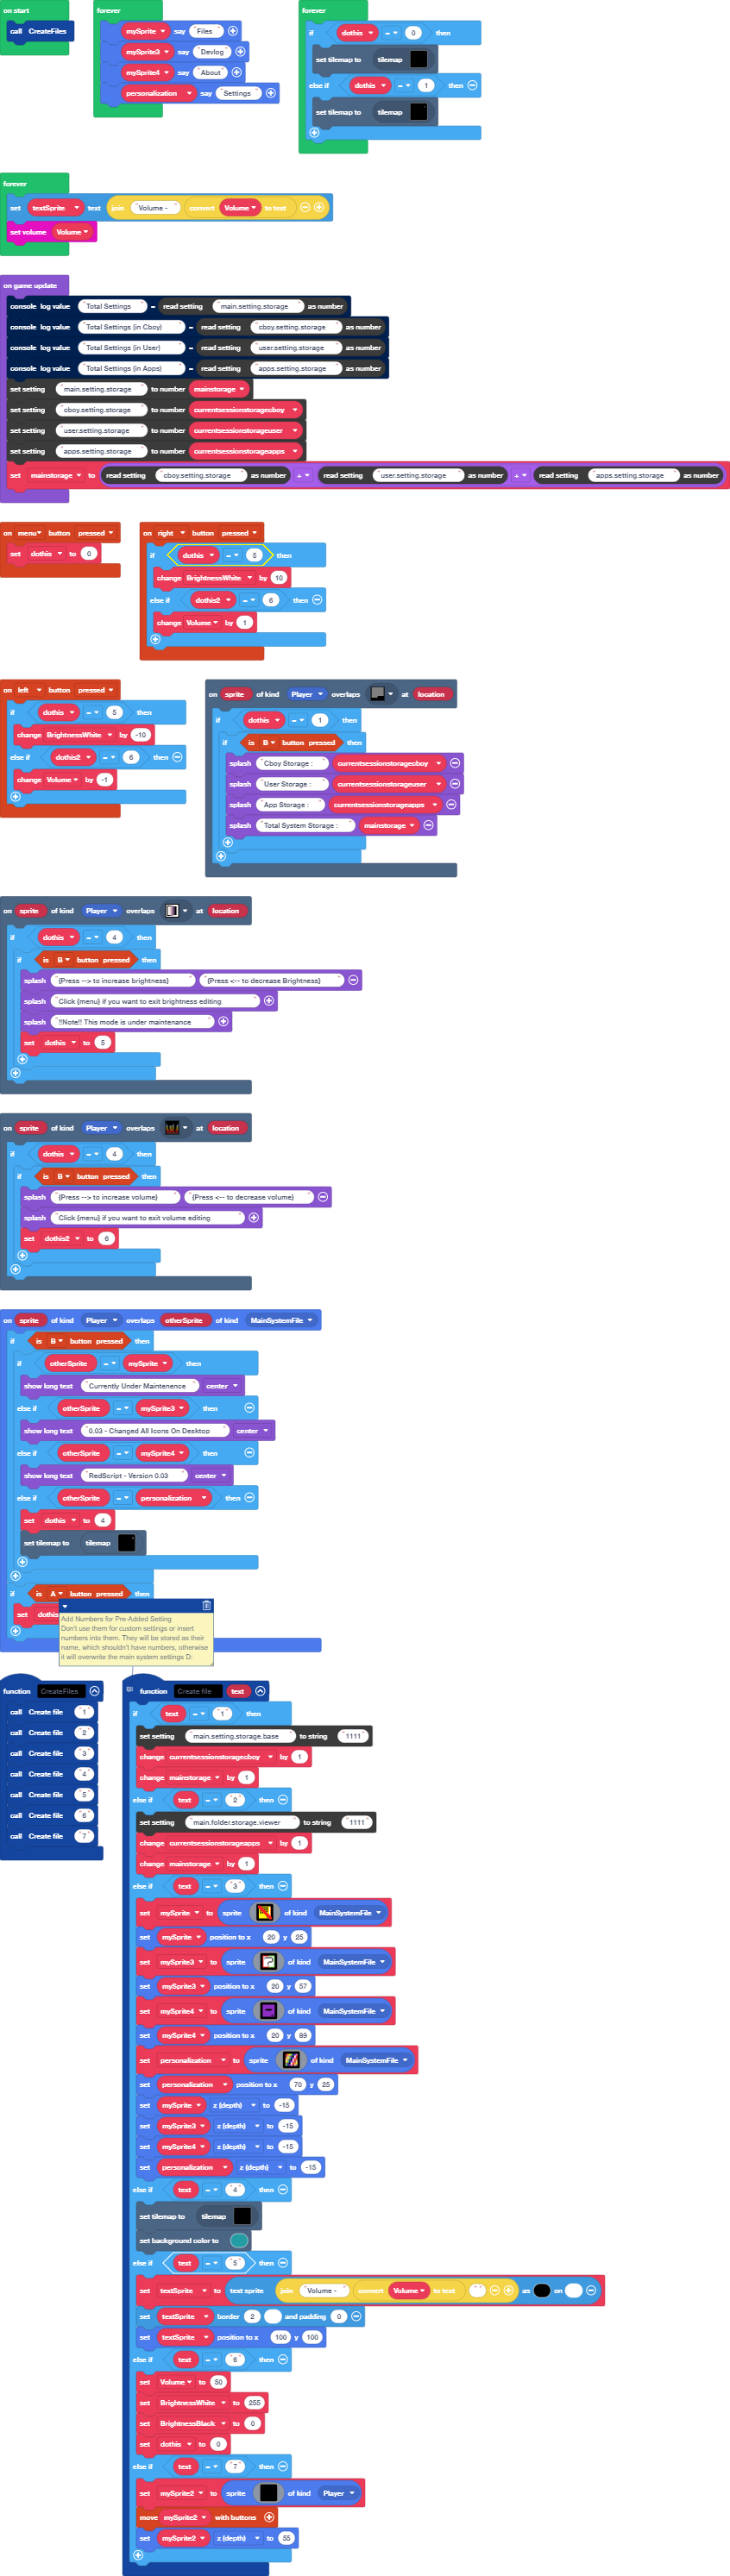 on start
call CreateFiles
forever
mySprite say "Files"
mySprite3 say "Devlog"
mySprite4 say "About"
personalization say "Settings"
forever
if dothis = 0 then
set tilemap to tilemap
else if dothis = 1 then
set tilemap to tilemap
forever
set textSprite text join "Volume - " convert Volume to text
set volume Volume
on game update
console log value "Total Settings" = read setting "main.setting.storage" as number
console log value "Total Settings (in Cboy)" = read setting "cboy.setting.storage" as number
console log value "Total Settings (in User)" = read setting "user.setting.storage" as number
console log value "Total Settings (in Apps)" = read setting "apps.setting.storage" as number
set setting "main.setting.storage" to number mainstorage
set setting "cboy.setting.storage" to number currentsessionstoragecboy
set setting "user.setting.storage" to number currentsessionstorageuser
set setting "apps.setting.storage" to number currentsessionstorageapps
set mainstorage to read setting "cboy.setting.storage" as number + read setting "user.setting.storage" as number + read setting "apps.setting.storage" as number
on menu button pressed
set dothis to 0
on right button pressed
if dothis = 5 then
change BrightnessWhite by 10
else if dothis2 = 6 then
change Volume by 1
on left button pressed
if dothis = 5 then
change BrightnessWhite by -10
else if dothis2 = 6 then
change Volume by -1
on sprite of kind Player overlaps at location
if dothis = 1 then
if is B button pressed then
splash "Cboy Storage : " currentsessionstoragecboy
splash "User Storage : " currentsessionstorageuser
splash "App Storage : " currentsessionstorageapps
splash "Total System Storage : " mainstorage
on sprite of kind Player overlaps at location
if dothis = 4 then
if is B button pressed then
splash "(Press --> to increase brightness)" "(Press <-- to decrease Brightness)"
splash "Click (menu) if you want to exit brightness editing"
splash "!!Note!! This mode is under maintenance"
set dothis to 5
on sprite of kind Player overlaps at location
if dothis = 4 then
if is B button pressed then
splash "(Press --> to increase volume)" "(Press <-- to decrease volume)"
splash "Click (menu) if you want to exit volume editing"
set dothis2 to 6
on sprite of kind Player overlaps otherSprite of kind MainSystemFile
if is B button pressed then
if otherSprite = mySprite then
show long text "Currently Under Maintenence" center
else if otherSprite = mySprite3 then
show long text "0.03 - Changed All Icons On Desktop" center
else if otherSprite = mySprite4 then
show long text "RedScript - Version 0.03" center
else if otherSprite = personalization then
set dothis to 4
set tilemap to tilemap
if is A button pressed then
set dothis
Add Numbers for Pre-Added Setting
Don't use them for custom settings or insert
numbers into them. They will be stored as their
name, which shouldn't have numbers, otherwise
it will overwrite the main system settings D:
function CreateFiles
call Create file "1"
call Create file "2"
call Create file "3"
call Create file "4"
call Create file "5"
call Create file "6"
call Create file "7"
function Create file text
if text = "1" then
set setting "main.setting.storage.base" to string "1111"
change currentsessionstoragecboy by 1
change mainstorage by 1
else if text = "2" then
set setting "main.folder.storage.viewer" to string "1111"
change currentsessionstorageapps by 1
change mainstorage by 1
else if text = "3" then
set mySprite to sprite of kind MainSystemFile
set mySprite position to x 20 y 25
set mySprite3 to sprite of kind MainSystemFile
set mySprite3 position to x 20 y 57
set mySprite4 to sprite of kind MainSystemFile
set mySprite4 position to x 20 y 89
set personalization to sprite of kind MainSystemFile
set personalization position to x 70 y 25
set mySprite z (depth) to -15
set mySprite3 z (depth) to -15
set mySprite4 z (depth) to -15
set personalization z (depth) to -15
else if text = "4" then
set tilemap to tilemap
set background color to
else if text = "5" then
set textSprite to text sprite join "Volume - " convert Volume to text " " as on
set textSprite border 2 and padding 0
set textSprite position to x 100 y 100
else if text = "6" then
set Volume to 50
set BrightnessWhite to 255
set BrightnessBlack to 0
set dothis to 0
else if text = "7" then
set mySprite2 to sprite of kind Player
move mySprite2 with buttons
set mySprite2 z (depth) to 55